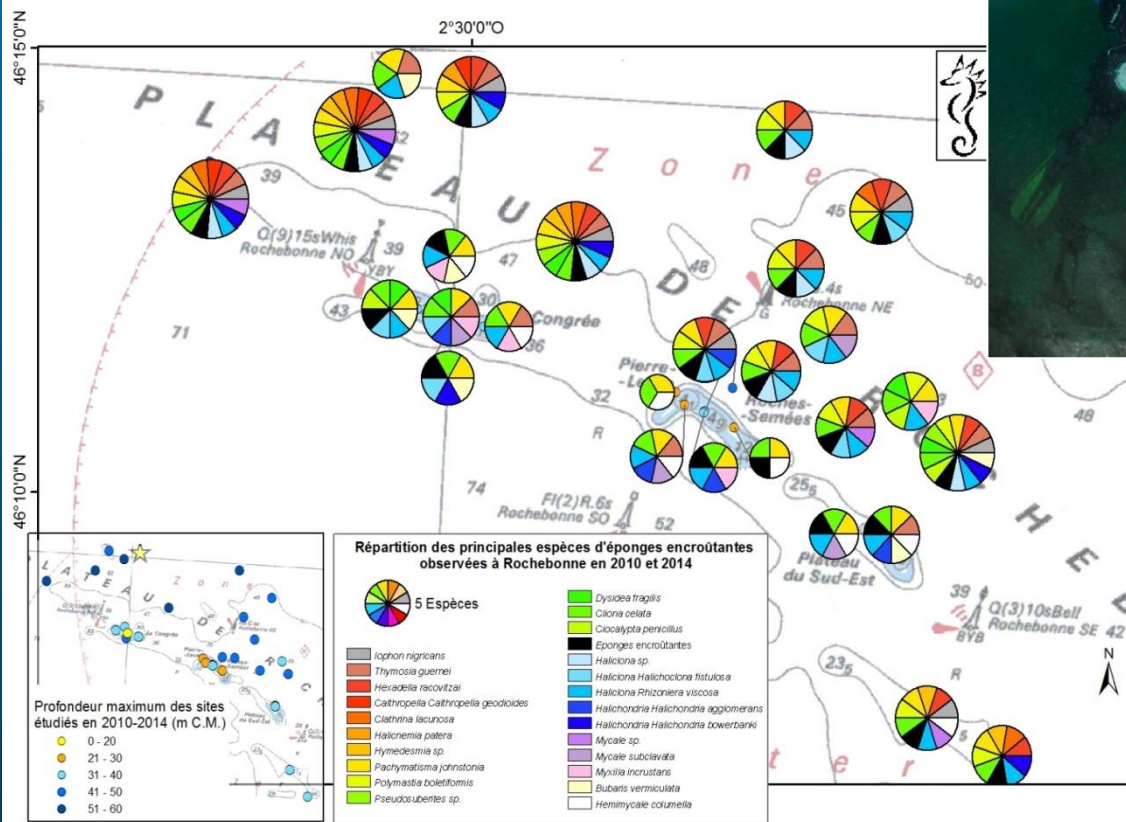 2°30'0"O
46°15'0"N
PLATEAU DE ROCHE
Zone
39
Q(9)15sWhis
Rochebonne NO
39
YBY
47
48
45
50
Rochebonne NE
G
43
30
Congrée
36
71
Pierre-
Le
Roches-
Semées
B
32
R
49
48
46°10'0"N
74
Fl(2)R.6s
Rochebonne SO
52
25₅
Plateau
du Sud-Est
39
Q(3)10sBell
Rochebonne SE
42
BYB
N
23₅
R
5
t e r
Profondeur maximum des sites
étudiés en 2010-2014 (m C.M.)
0 - 20
21 - 30
31 - 40
41 - 50
51 - 60
Répartition des principales espèces d'éponges encroûtantes
observées à Rochebonne en 2010 et 2014
5 Espèces
Iophon nigricans
Thymosia guernei
Hexadella racovitzai
Calthropella Calthropella geodioides
Clathrina lacunosa
Halicnemia patera
Hymedesmia sp.
Pachymatisma johnstonia
Polymastia boletiformis
Pseudosuberites sp.
Dysidea fragilis
Cliona celata
Ciocalypta penicillus
Eponges encroûtantes
Haliclona sp.
Haliclona Halichoclona fistulosa
Haliclona Rhizoniera viscosa
Halichondria Halichondria agglomerans
Halichondria Halichondria bowerbanki
Mycale sp.
Mycale subclavata
Myxilla incrustans
Bubaris vermiculata
Hemimycale columella